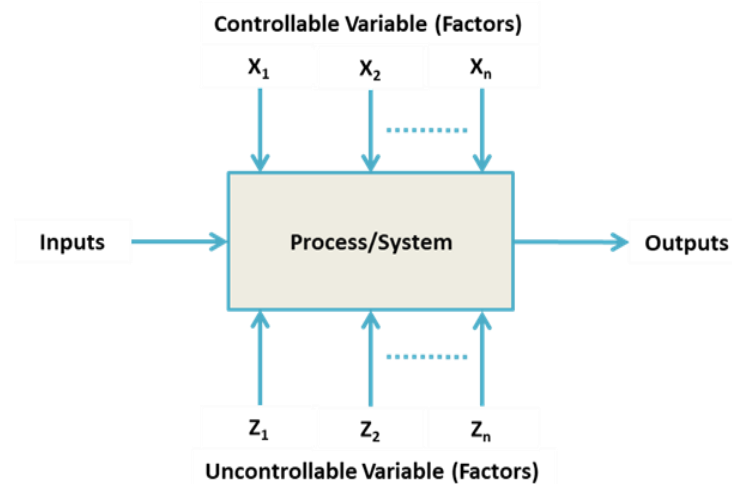 Controllable Variable (Factors)
X₁ X₂ Xₙ
Inputs Process/System Outputs
Z₁ Z₂ Zₙ
Uncontrollable Variable (Factors)